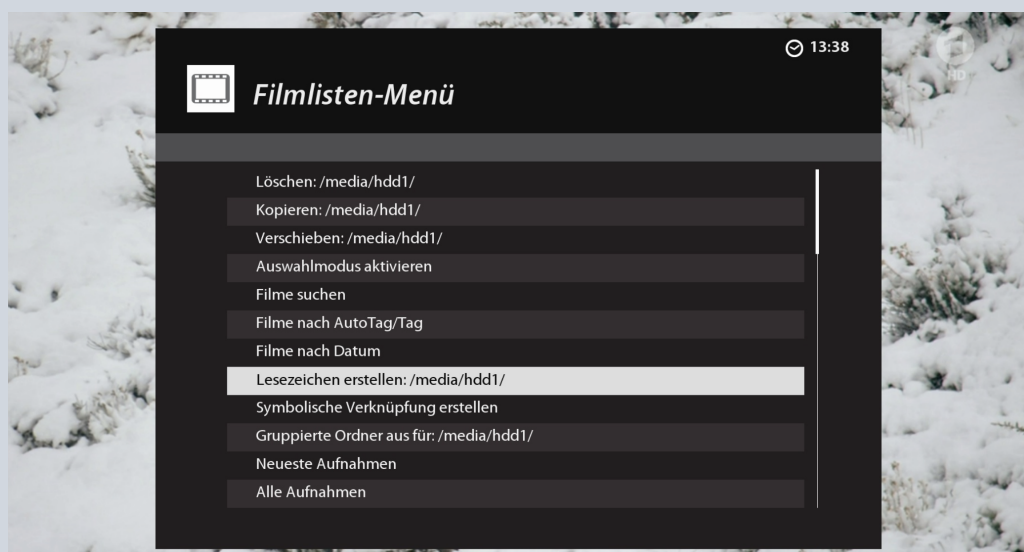 13:38
HD
Filmlisten-Menü
Löschen: /media/hdd1/
Kopieren: /media/hdd1/
Verschieben: /media/hdd1/
Auswahlmodus aktivieren
Filme suchen
Filme nach AutoTag/Tag
Filme nach Datum
Lesezeichen erstellen: /media/hdd1/
Symbolische Verknüpfung erstellen
Gruppierte Ordner aus für: /media/hdd1/
Neueste Aufnahmen
Alle Aufnahmen